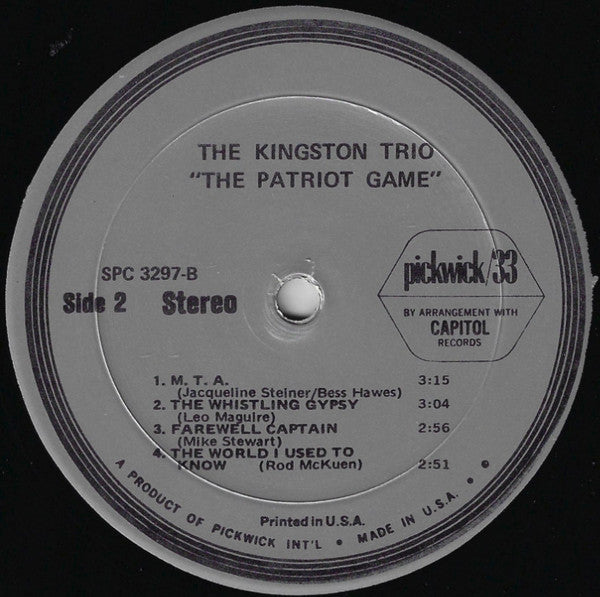 THE KINGSTON TRIO
"THE PATRIOT GAME"
SPC 3297-B
Side 2 Stereo
pickwick/33
BY ARRANGEMENT WITH
CAPITOL
RECORDS
1. M. T. A. 3:15
(Jacqueline Steiner/Bess Hawes)
2. THE WHISTLING GYPSY 3:04
(Leo Maguire)
3. FAREWELL CAPTAIN 2:56
(Mike Stewart)
4. THE WORLD I USED TO
KNOW (Rod McKuen) 2:51
Printed in U.S.A.
A PRODUCT OF PICKWICK INT'L • MADE IN U.S.A. • ℗